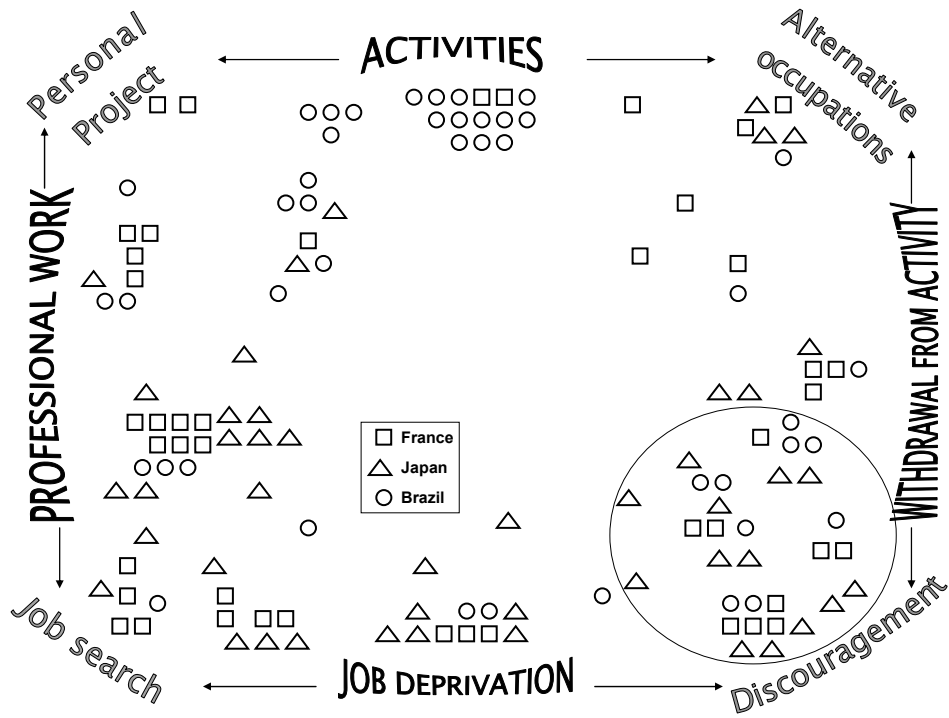 Personal
Project
ACTIVITIES
Alternative
occupations
PROFESSIONAL WORK
WITHDRAWAL FROM ACTIVITY
France
Japan
Brazil
Job search
JOB DEPRIVATION
Discouragement